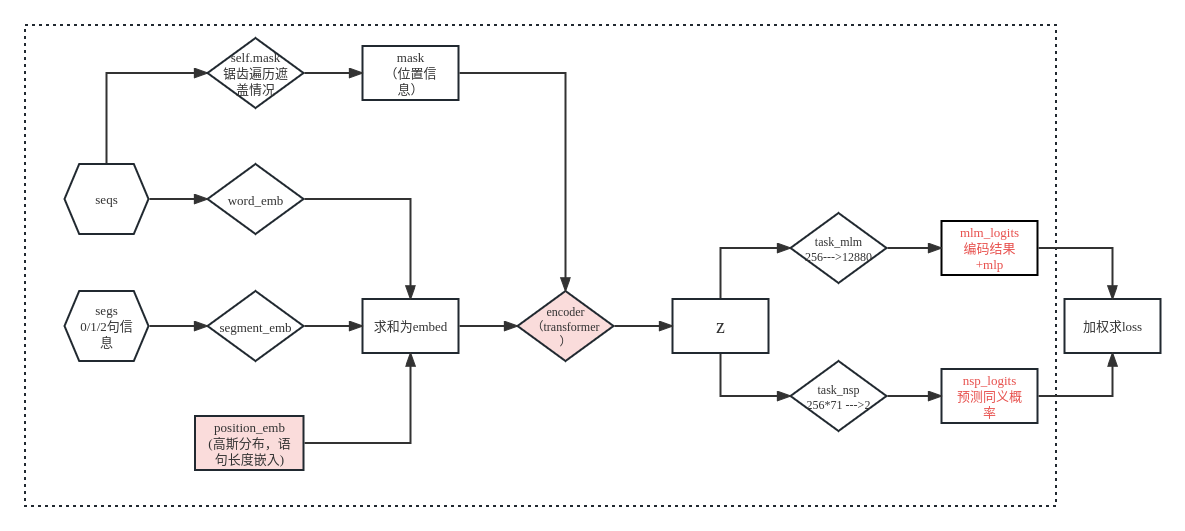 self.mask
锯齿遍历遮
盖情况
mask
（位置信
息）
seqs
word_emb
segs
0/1/2句信
息
segment_emb
求和为embed
encoder
（transformer
）
z
task_mlm
256--->12880
mlm_logits
编码结果
+mlp
加权求loss
task_nsp
256*71 --->2
nsp_logits
预测同义概
率
position_emb
(高斯分布，语
句长度嵌入)